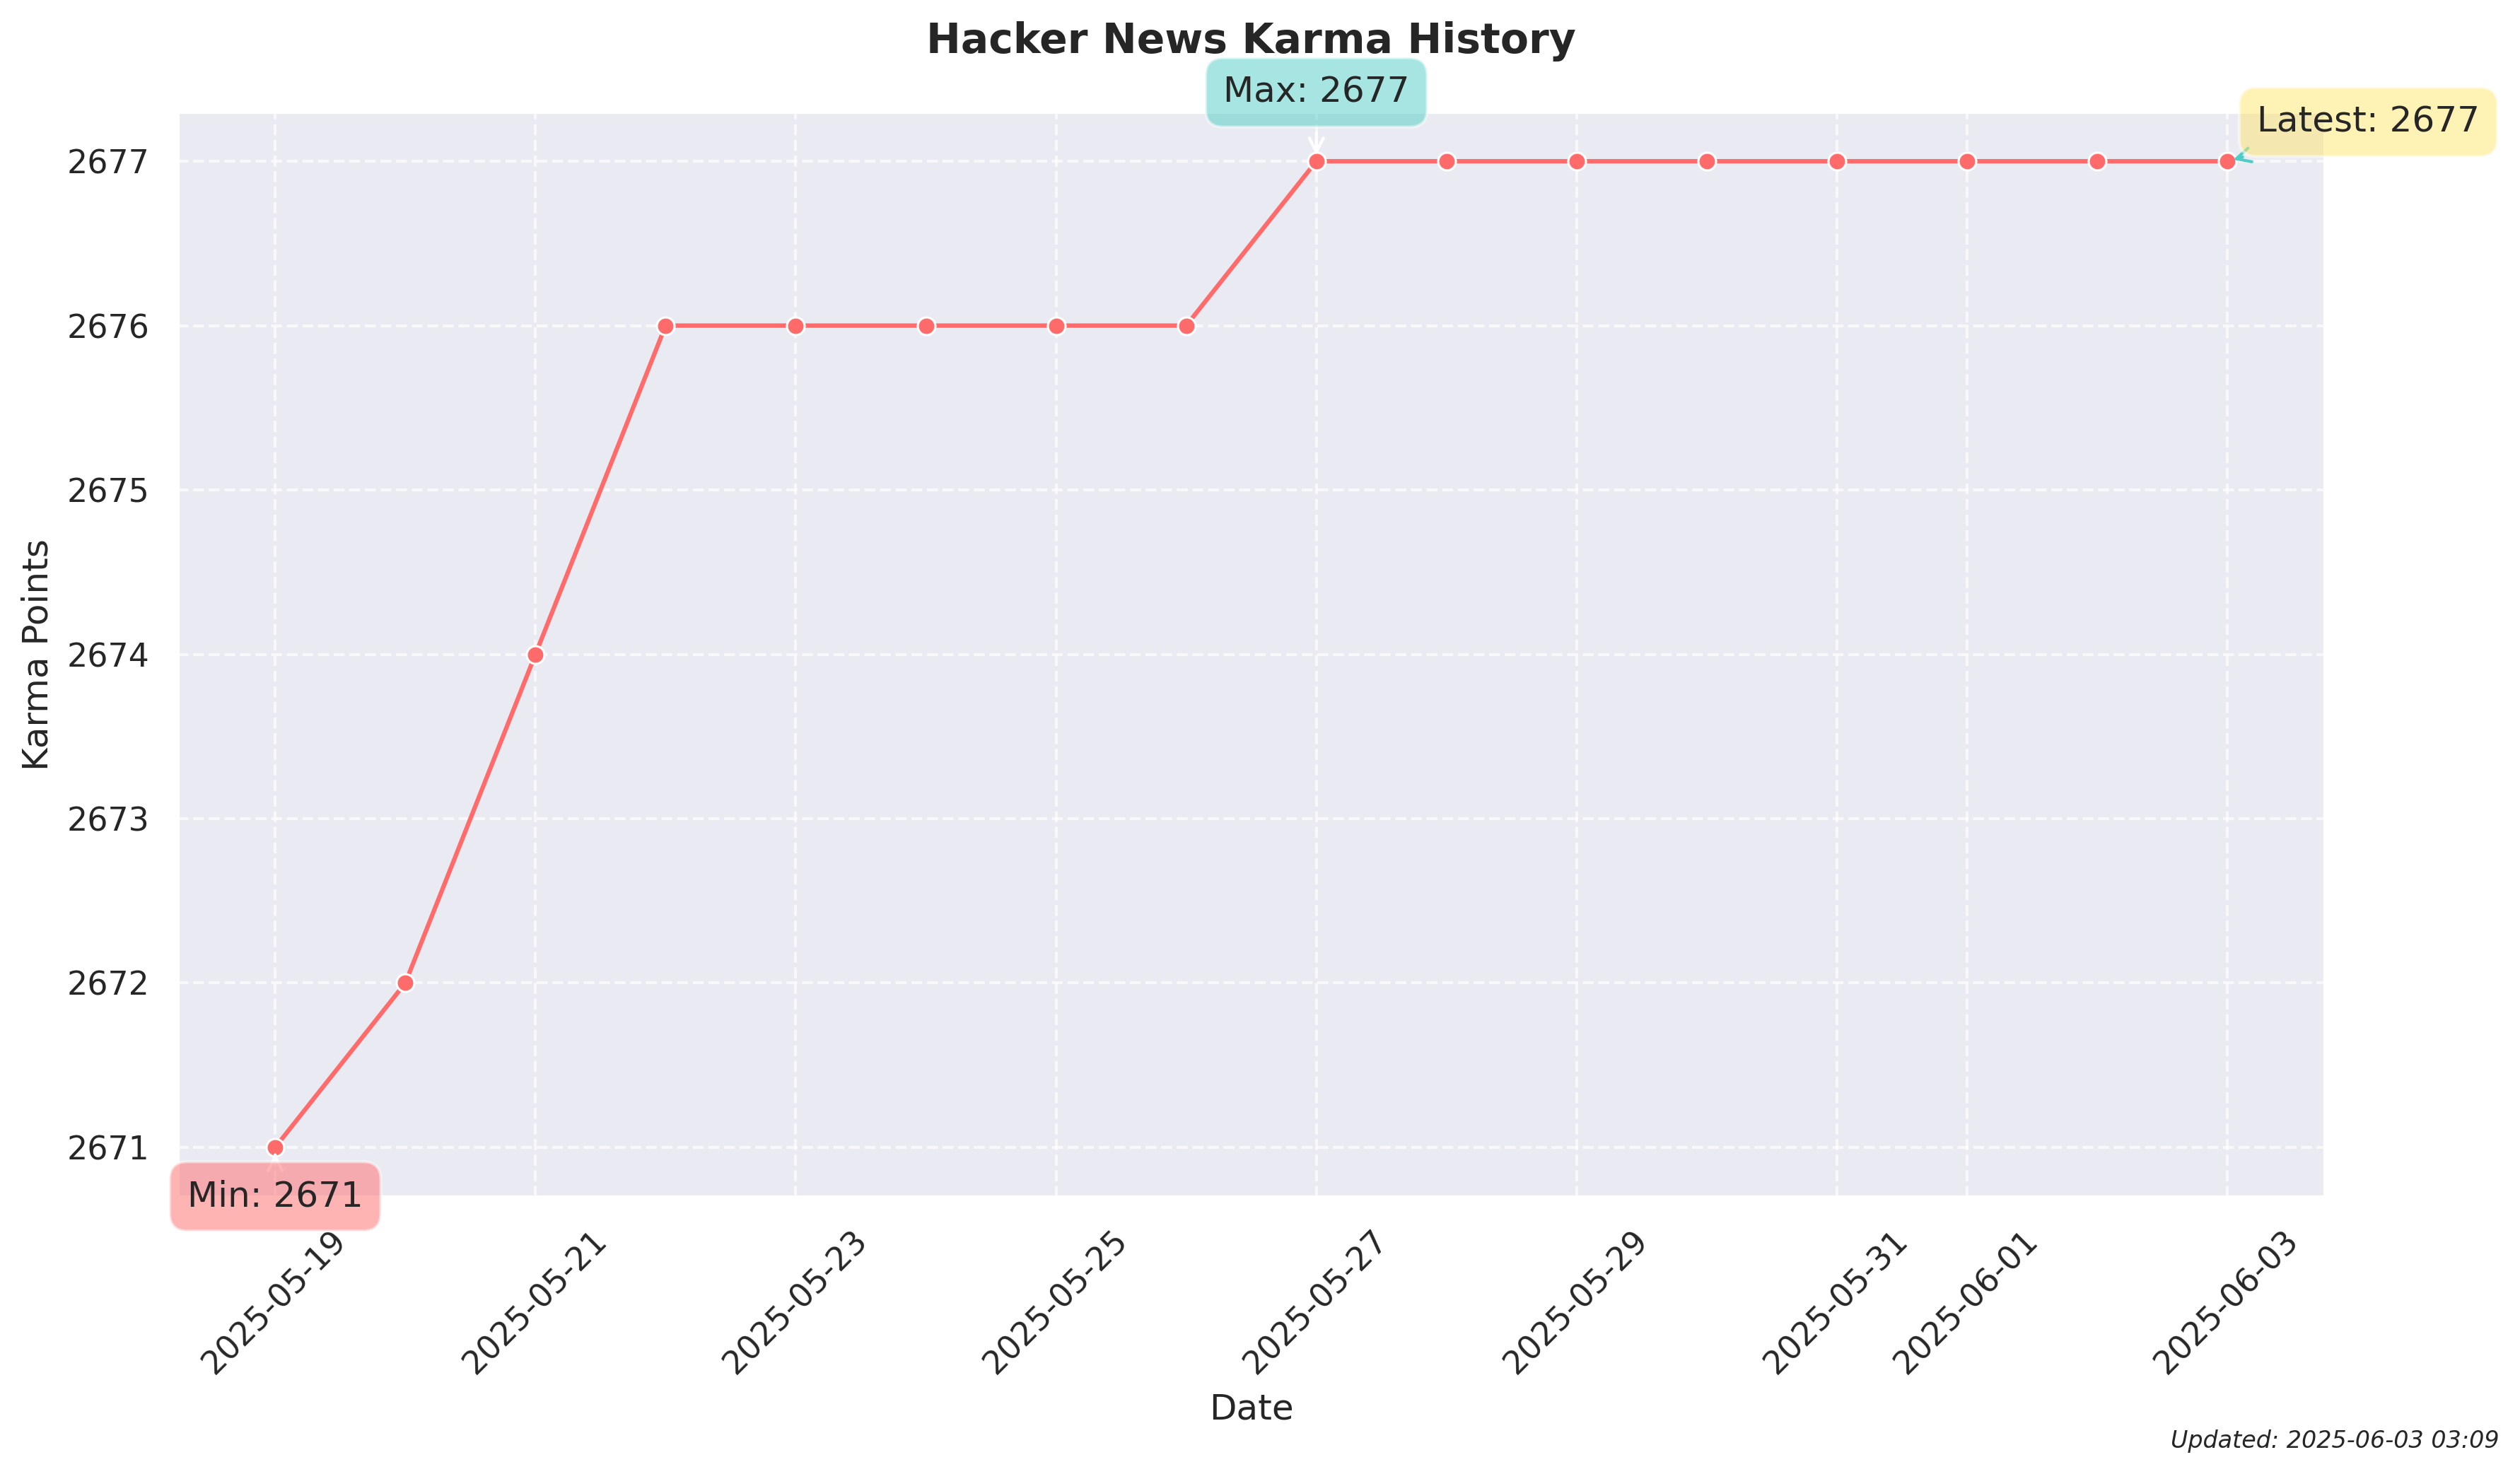 Hacker News Karma History
Max: 2677
Latest: 2677
2677
2676
2675
2674
2673
2672
2671
Karma Points
Min: 2671
2025-05-19
2025-05-21
2025-05-23
2025-05-25
2025-05-27
2025-05-29
2025-05-31
2025-06-01
2025-06-03
Date
Updated: 2025-06-03 03:09